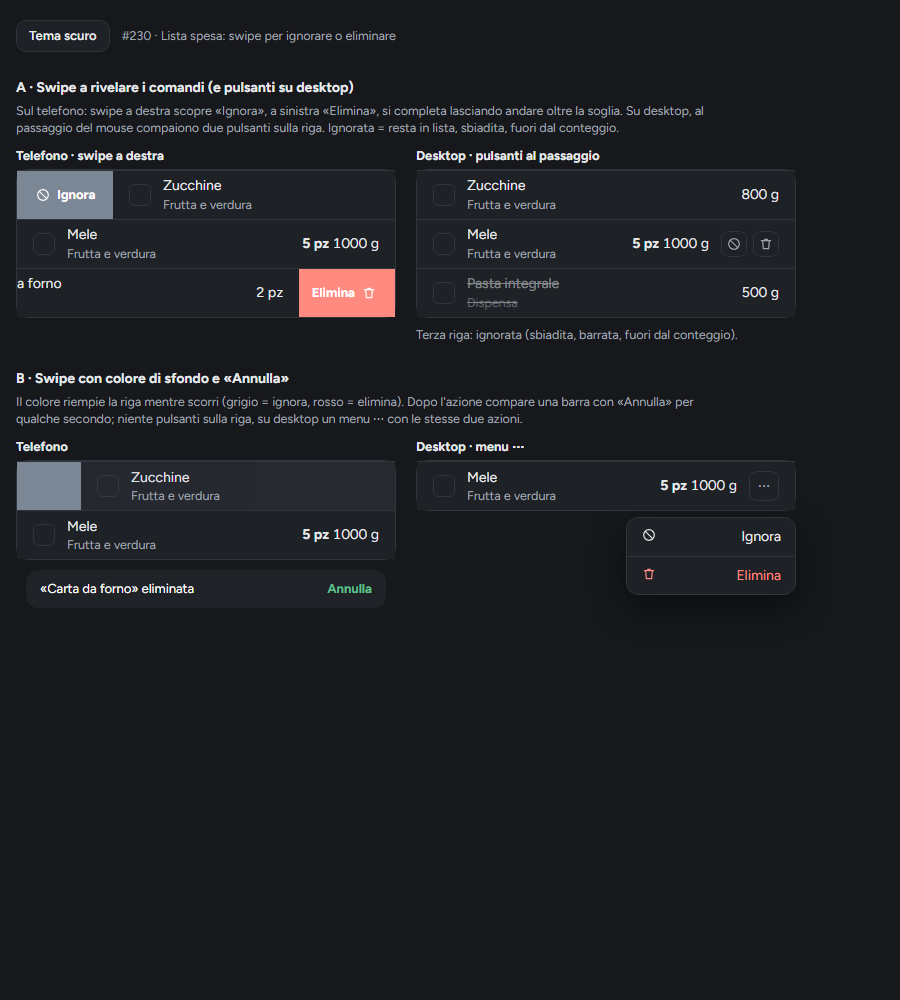 Tema scuro #230 · Lista spesa: swipe per ignorare o eliminare
A · Swipe a rivelare i comandi (e pulsanti su desktop)
Sul telefono: swipe a destra scopre «Ignora», a sinistra «Elimina», si completa lasciando andare oltre la soglia. Su desktop, al
passaggio del mouse compaiono due pulsanti sulla riga. Ignorata = resta in lista, sbiadita, fuori dal conteggio.
Telefono · swipe a destra
Ignora Zucchine
Frutta e verdura
Mele
Frutta e verdura
5 pz 1000 g
a forno
2 pz
Elimina
Desktop · pulsanti al passaggio
Zucchine
Frutta e verdura
800 g
Mele
Frutta e verdura
5 pz 1000 g
Pasta integrale
Dispensa
500 g
Terza riga: ignorata (sbiadita, barrata, fuori dal conteggio).
B · Swipe con colore di sfondo e «Annulla»
Il colore riempie la riga mentre scorri (grigio = ignora, rosso = elimina). Dopo l'azione compare una barra con «Annulla» per
qualche secondo; niente pulsanti sulla riga, su desktop un menu ··· con le stesse due azioni.
Telefono
Zucchine
Frutta e verdura
Mele
Frutta e verdura
5 pz 1000 g
«Carta da forno» eliminata Annulla
Desktop · menu ···
Mele
Frutta e verdura
5 pz 1000 g ···
Ignora
Elimina